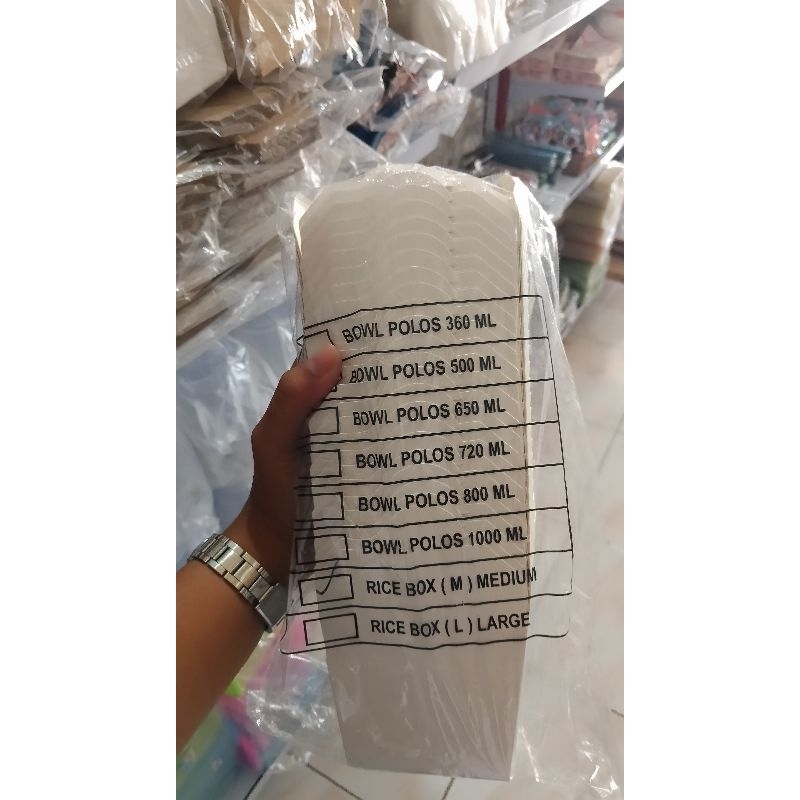 BOWL POLOS 360 ML
BOWL POLOS 500 ML
BOWL POLOS 650 ML
BOWL POLOS 720 ML
BOWL POLOS 800 ML
BOWL POLOS 1000 ML
RICE BOX ( M ) MEDIUM
RICE BOX ( L ) LARGE